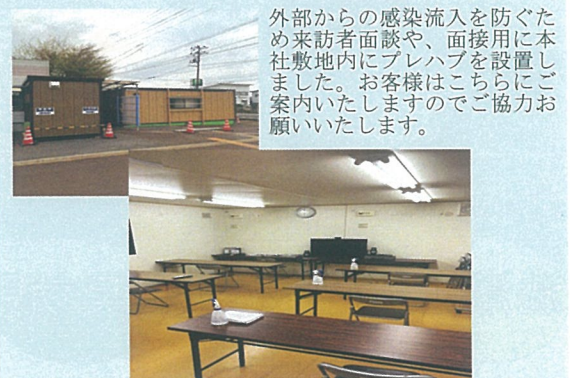 外部からの感染流入を防ぐた
め来訪者面談や、面接用に本
社敷地内にプレハブを設置し
ました。お客様はこちらにご
案内いたしますのでご協力お
願いいたします。